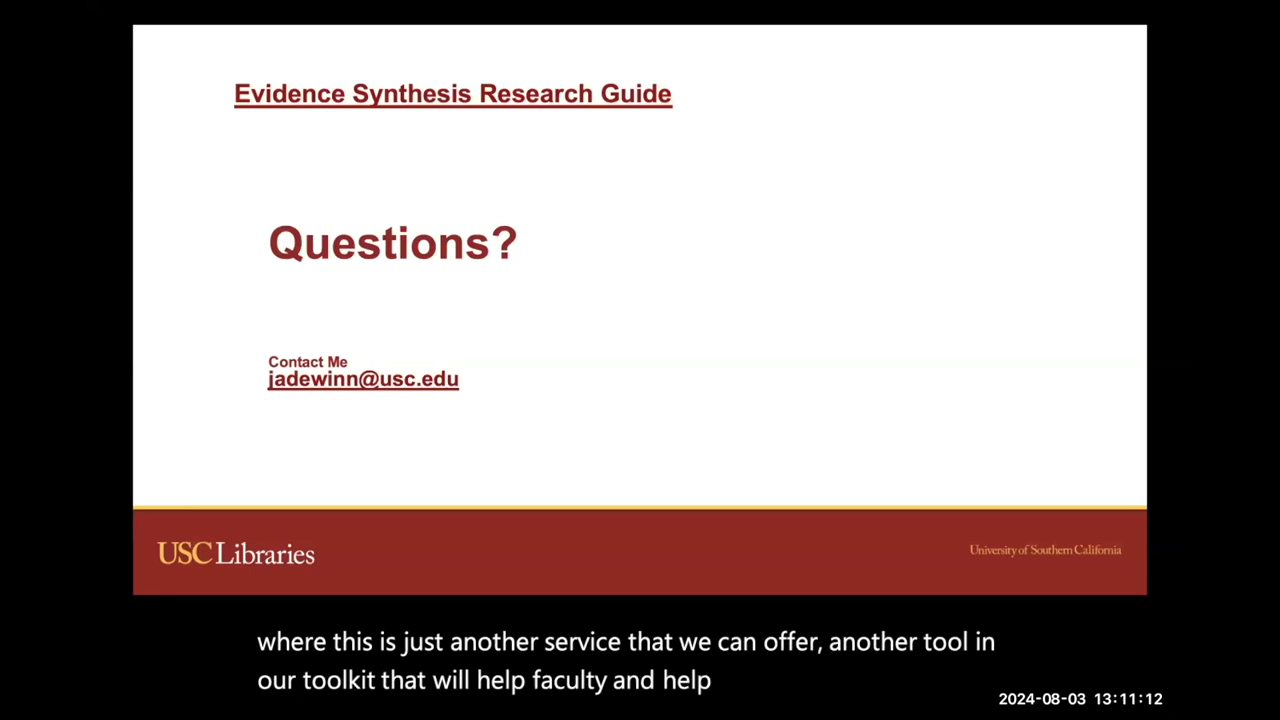 Evidence Synthesis Research Guide
Questions?
Contact Me
jadewinn@usc.edu
USC Libraries
University of Southern California
where this is just another service that we can offer, another tool in
our toolkit that will help faculty and help
2024-08-03 13:11:12